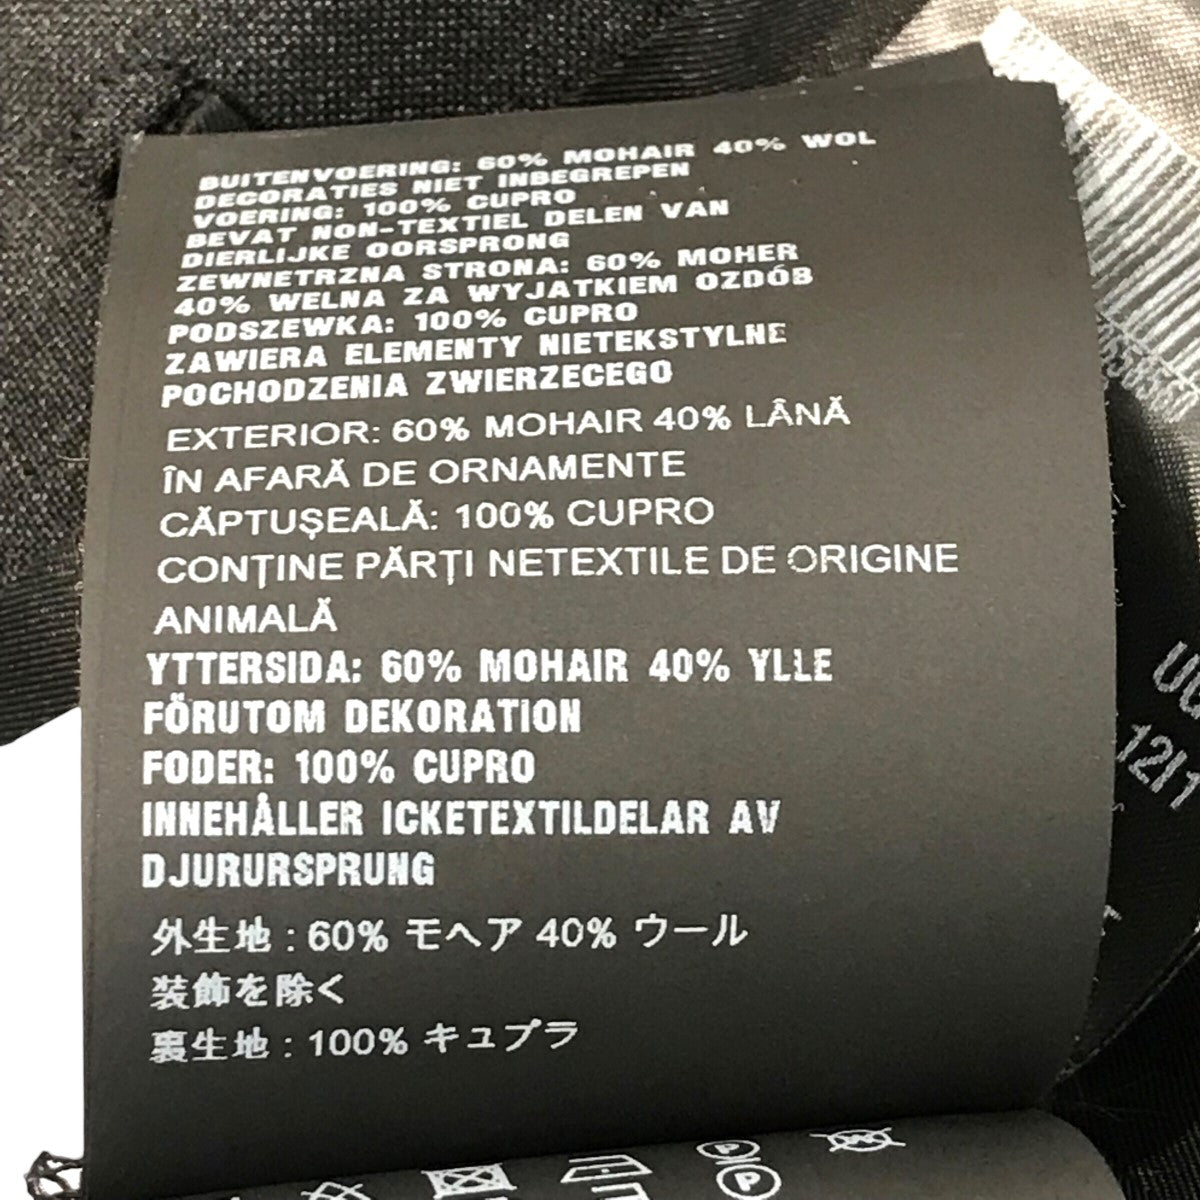 BUITENVOERING: 60% MOHAIR 40% WOL
DECORATIES NIET INBEGREPEN
VOERING: 100% CUPRO
BEVAT NON-TEXTIEL DELEN VAN
DIERLIJKE OORSPRONG
ZEWNETRZNA STRONA: 60% MOHER
40% WELNA ZA WYJATKIEM OZDÓB
PODSZEWKA: 100% CUPRO
ZAWIERA ELEMENTY NIETEKSTYLNE
POCHODZENIA ZWIERZECEGO
EXTERIOR: 60% MOHAIR 40% LÂNĂ
ÎN AFARĂ DE ORNAMENTE
CĂPTUŞEALĂ: 100% CUPRO
CONȚINE PĂRȚI NETEXTILE DE ORIGINE
ANIMALĂ
YTTERSIDA: 60% MOHAIR 40% YLLE
FÖRUTOM DEKORATION
FODER: 100% CUPRO
INNEHÅLLER ICKETEXTILDELAR AV
DJURURSPRUNG
外生地 : 60% モヘア 40% ウール
装飾を除く
裏生地 : 100% キュプラ
P
P